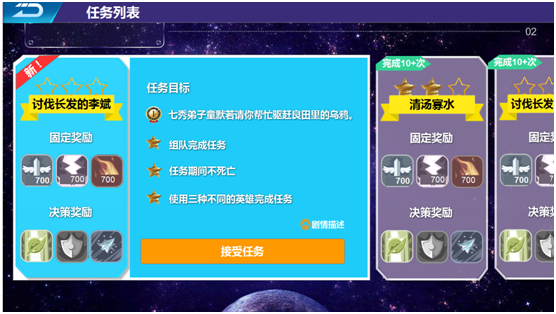 任务列表
02
新！
讨伐长发的李斌
固定奖励
700
700
700
决策奖励
任务目标
七秀弟子童默若请你帮忙驱赶良田里的乌鸦。
组队完成任务
任务期间不死亡
使用三种不同的英雄完成任务
剧情描述
接受任务
完成10+次
清汤寡水
固定奖励
700
700
700
决策奖励
完成10+次
讨伐长发
固定奖励
700
700
决策奖励